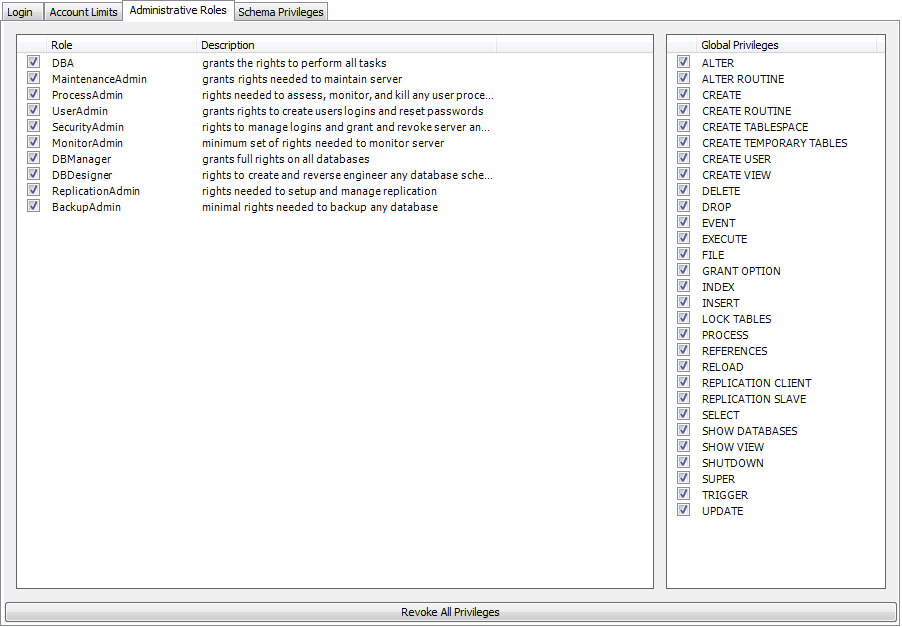 Login Account Limits Administrative Roles Schema Privileges
Role Description
DBA grants the rights to perform all tasks
MaintenanceAdmin grants rights needed to maintain server
ProcessAdmin rights needed to assess, monitor, and kill any user proce...
UserAdmin grants rights to create users logins and reset passwords
SecurityAdmin rights to manage logins and grant and revoke server an...
MonitorAdmin minimum set of rights needed to monitor server
DBManager grants full rights on all databases
DBDesigner rights to create and reverse engineer any database sche...
ReplicationAdmin rights needed to setup and manage replication
BackupAdmin minimal rights needed to backup any database
Global Privileges
ALTER
ALTER ROUTINE
CREATE
CREATE ROUTINE
CREATE TABLESPACE
CREATE TEMPORARY TABLES
CREATE USER
CREATE VIEW
DELETE
DROP
EVENT
EXECUTE
FILE
GRANT OPTION
INDEX
INSERT
LOCK TABLES
PROCESS
REFERENCES
RELOAD
REPLICATION CLIENT
REPLICATION SLAVE
SELECT
SHOW DATABASES
SHOW VIEW
SHUTDOWN
SUPER
TRIGGER
UPDATE
Revoke All Privileges